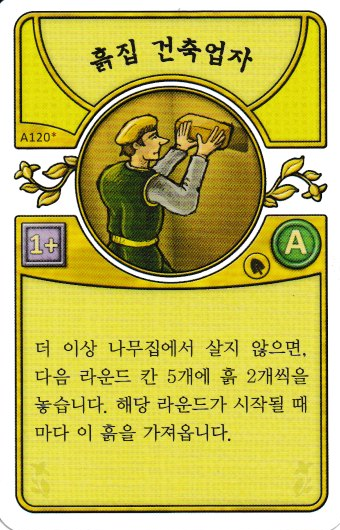 흙집 건축업자
A120*
1+
A
더 이상 나무집에서 살지 않으면,
다음 라운드 칸 5개에 흙 2개씩을
놓습니다. 해당 라운드가 시작될 때
마다 이 흙을 가져옵니다.